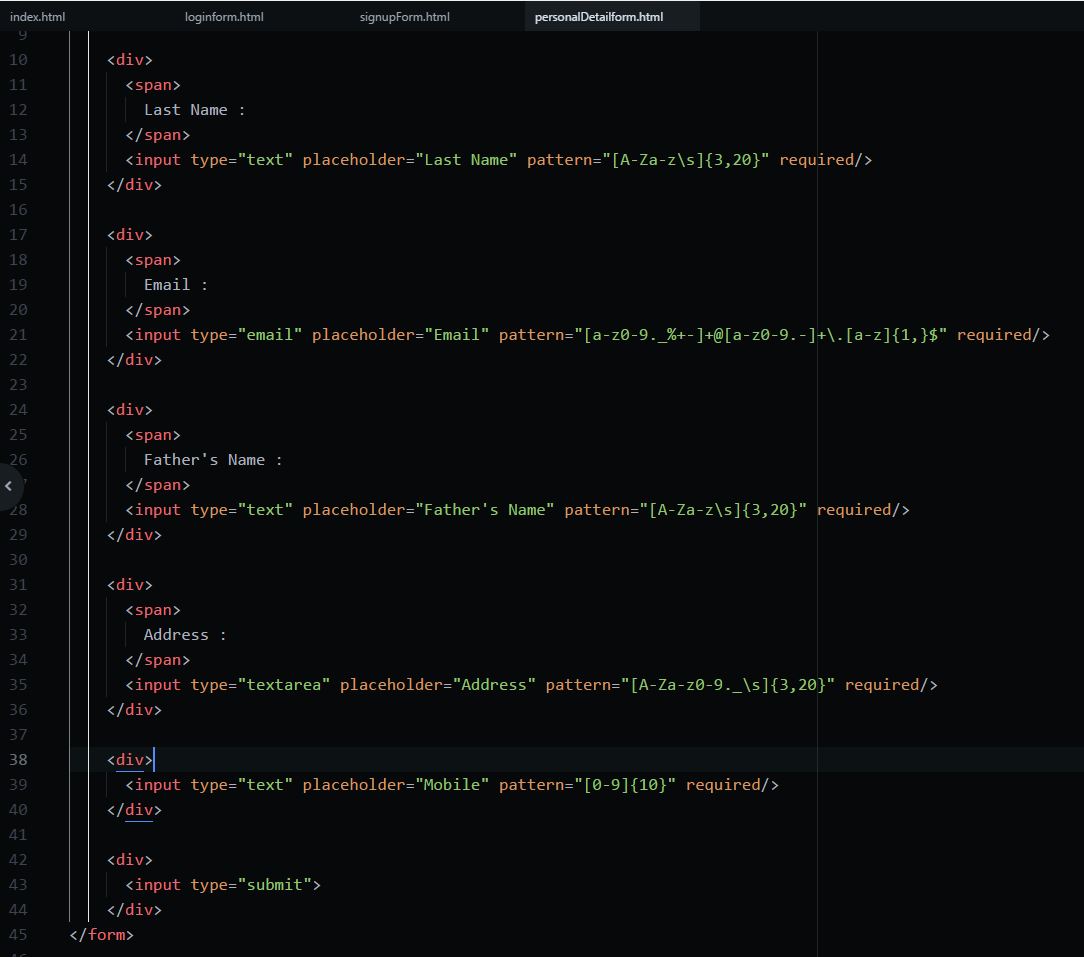 index.html loginform.html signupForm.html personalDetailform.html
9
10 <div>
11 <span>
12 Last Name :
13 </span>
14 <input type="text" placeholder="Last Name" pattern="[A-Za-z\s]{3,20}" required/>
15 </div>
16
17 <div>
18 <span>
19 Email :
20 </span>
21 <input type="email" placeholder="Email" pattern="[a-z0-9._%+-]+@[a-z0-9.-]+\.[a-z]{1,}$" required/>
22 </div>
23
24 <div>
25 <span>
26 Father's Name :
</span>
28 <input type="text" placeholder="Father's Name" pattern="[A-Za-z\s]{3,20}" required/>
29 </div>
30
31 <div>
32 <span>
33 Address :
34 </span>
35 <input type="textarea" placeholder="Address" pattern="[A-Za-z0-9._\s]{3,20}" required/>
36 </div>
37
38 <div>
39 <input type="text" placeholder="Mobile" pattern="[0-9]{10}" required/>
40 </div>
41
42 <div>
43 <input type="submit">
44 </div>
45 </form>